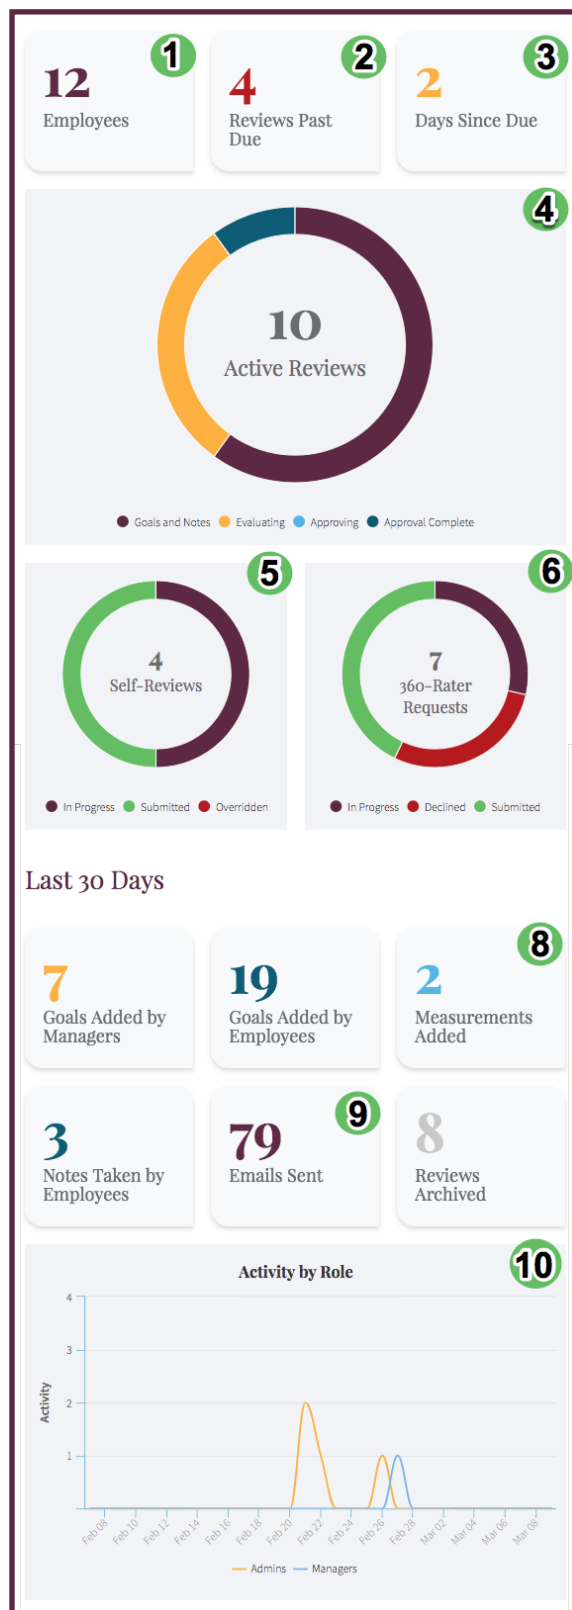 12
Employees
1
4
Reviews Past
Due
2
2
Days Since Due
3
4
10
Active Reviews
Goals and Notes Evaluating Approving Approval Complete
5
4
Self-Reviews
In Progress Submitted Overridden
6
7
360-Rater
Requests
In Progress Declined Submitted
Last 30 Days
7
Goals Added by
Managers
19
Goals Added by
Employees
8
2
Measurements
Added
3
Notes Taken by
Employees
9
79
Emails Sent
8
Reviews
Archived
10
Activity by Role
Activity
4
3
2
1
Feb 08 Feb 10 Feb 12 Feb 14 Feb 16 Feb 18 Feb 20 Feb 22 Feb 24 Feb 26 Feb 28 Mar 02 Mar 04 Mar 06 Mar 08
Admins Managers